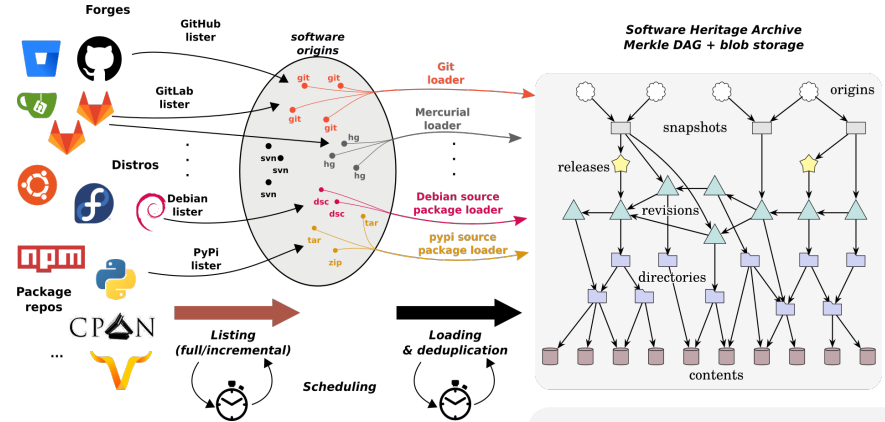 Forges
GitHub
lister
GitLab
lister
Distros
Debian
lister
npm
PyPi
lister
Package
repos
CPAN
...
software
origins
git
git
git
git
hg
hg
hg
svn
svn
svn
dsc
dsc
tar
tar
zip
Git
loader
Mercurial
loader
Debian source
package loader
pypi source
package loader
Listing
(full/incremental)
Loading
& deduplication
Scheduling
Software Heritage Archive
Merkle DAG + blob storage
origins
snapshots
releases
revisions
directories
contents